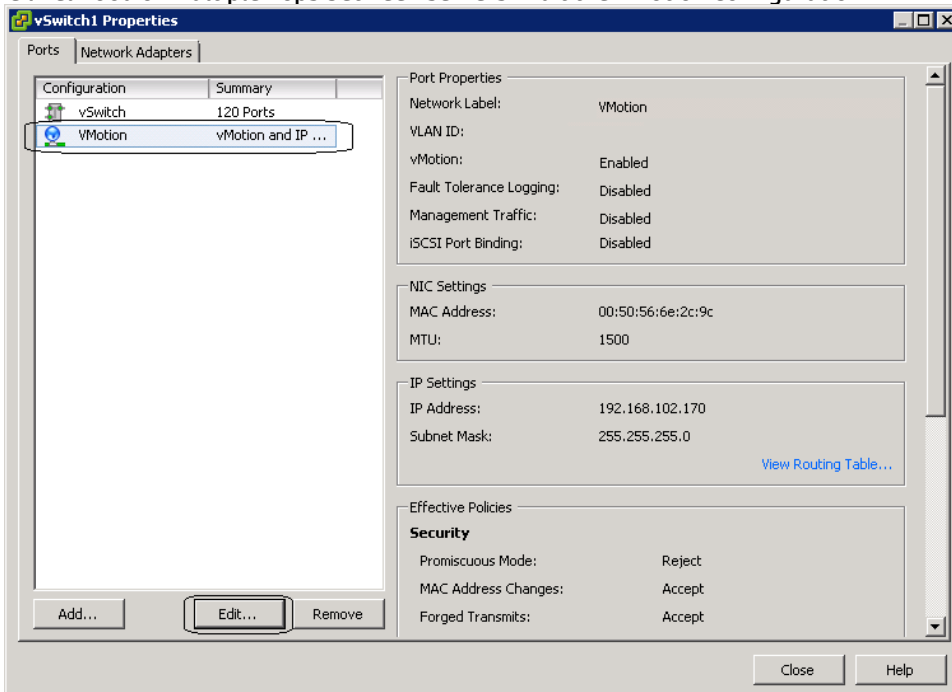 vSwitch1 Properties
Ports Network Adapters
Configuration Summary
vSwitch 120 Ports
VMotion vMotion and IP ...
Add... Edit... Remove
Port Properties
Network Label: VMotion
VLAN ID:
vMotion: Enabled
Fault Tolerance Logging: Disabled
Management Traffic: Disabled
iSCSI Port Binding: Disabled
NIC Settings
MAC Address: 00:50:56:6e:2c:9c
MTU: 1500
IP Settings
IP Address: 192.168.102.170
Subnet Mask: 255.255.255.0
View Routing Table...
Effective Policies
Security
Promiscuous Mode: Reject
MAC Address Changes: Accept
Forged Transmits: Accept
Close Help